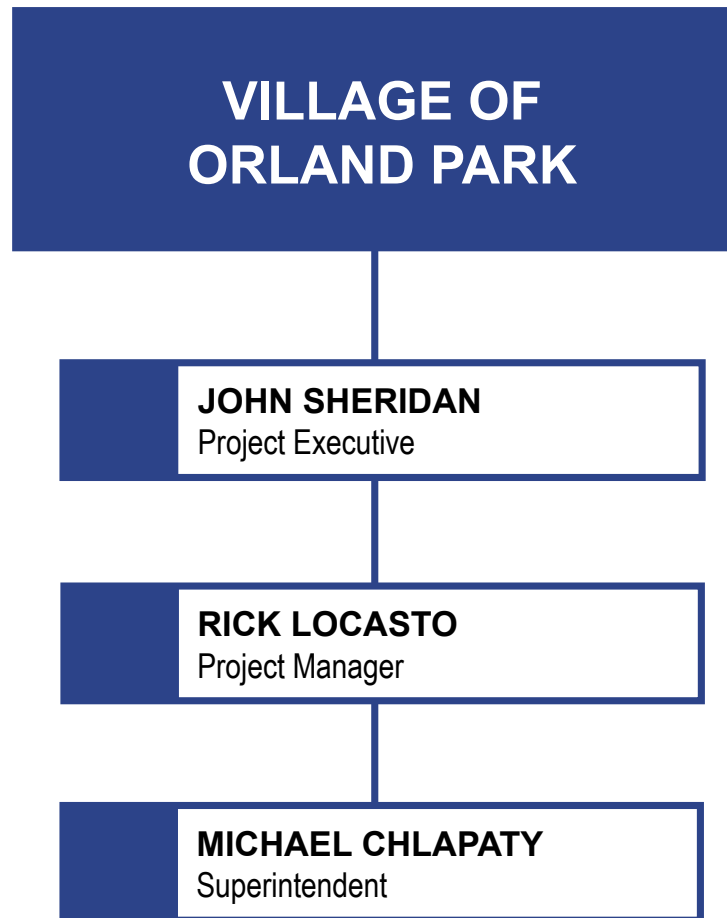 VILLAGE OF
ORLAND PARK
JOHN SHERIDAN
Project Executive
RICK LOCASTO
Project Manager
MICHAEL CHLAPATY
Superintendent